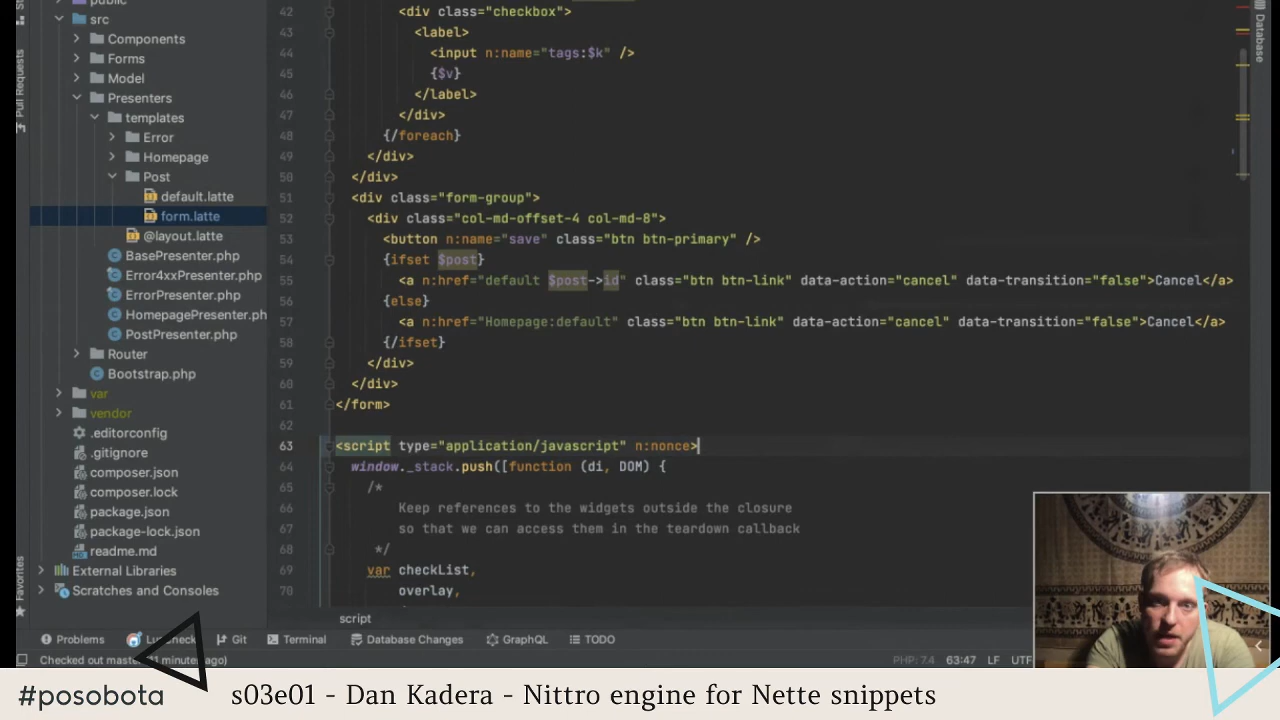 public
src
Components
Forms
Model
Presenters
templates
Error
Homepage
Post
default.latte
form.latte
@layout.latte
BasePresenter.php
Error4xxPresenter.php
ErrorPresenter.php
HomepagePresenter.ph
PostPresenter.php
Router
Bootstrap.php
var
vendor
.editorconfig
.gitignore
composer.json
composer.lock
package.json
package-lock.json
readme.md
External Libraries
Scratches and Consoles
Pull Requests
Favorites
Database
42 <div class="checkbox">
43 <label>
44 <input n:name="tags:$k" />
45 {$v}
46 </label>
47 </div>
48 {/foreach}
49 </div>
50 </div>
51 <div class="form-group">
52 <div class="col-md-offset-4 col-md-8">
53 <button n:name="save" class="btn btn-primary" />
54 {ifset $post}
55 <a n:href="default $post->id" class="btn btn-link" data-action="cancel" data-transition="false">Cancel</a>
56 {else}
57 <a n:href="Homepage:default" class="btn btn-link" data-action="cancel" data-transition="false">Cancel</a>
58 {/ifset}
59 </div>
60 </div>
61 </form>
62
63 <script type="application/javascript" n:nonce>
64 window._stack.push([function (di, DOM) {
65 /*
66 Keep references to the widgets outside the closure
67 so that we can access them in the teardown callback
68 */
69 var checkList,
70 overlay,
script
Problems Git Terminal Database Changes GraphQL TODO
PHP: 7.4 63:47 LF UTF
#posobota s03e01 - Dan Kadera - Nittro engine for Nette snippets